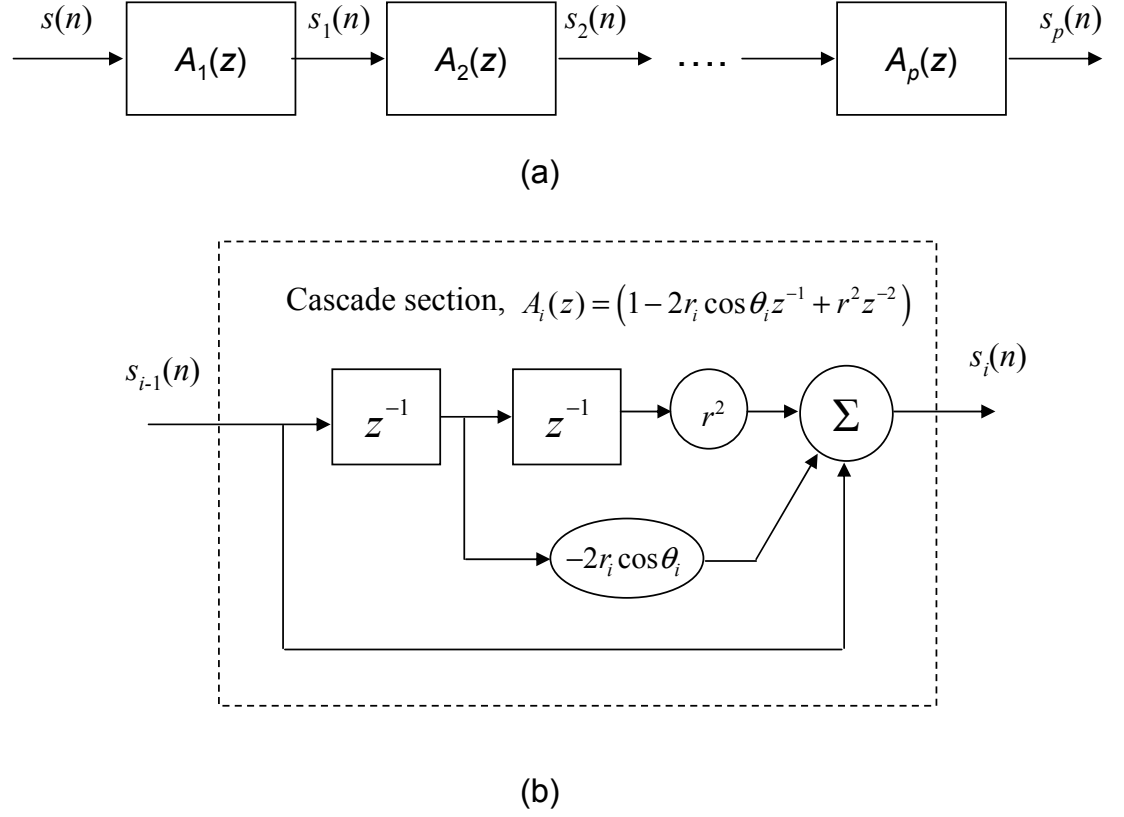 s(n) s₁(n) s₂(n) sₚ(n)
A₁(z) A₂(z) .... Aₚ(z)
(a)
Cascade section, Aᵢ(z) = (1 − 2rᵢ cos θᵢ z⁻¹ + r² z⁻²)
sᵢ₋₁(n) sᵢ(n)
z⁻¹ z⁻¹ r² Σ
−2rᵢ cos θᵢ
(b)